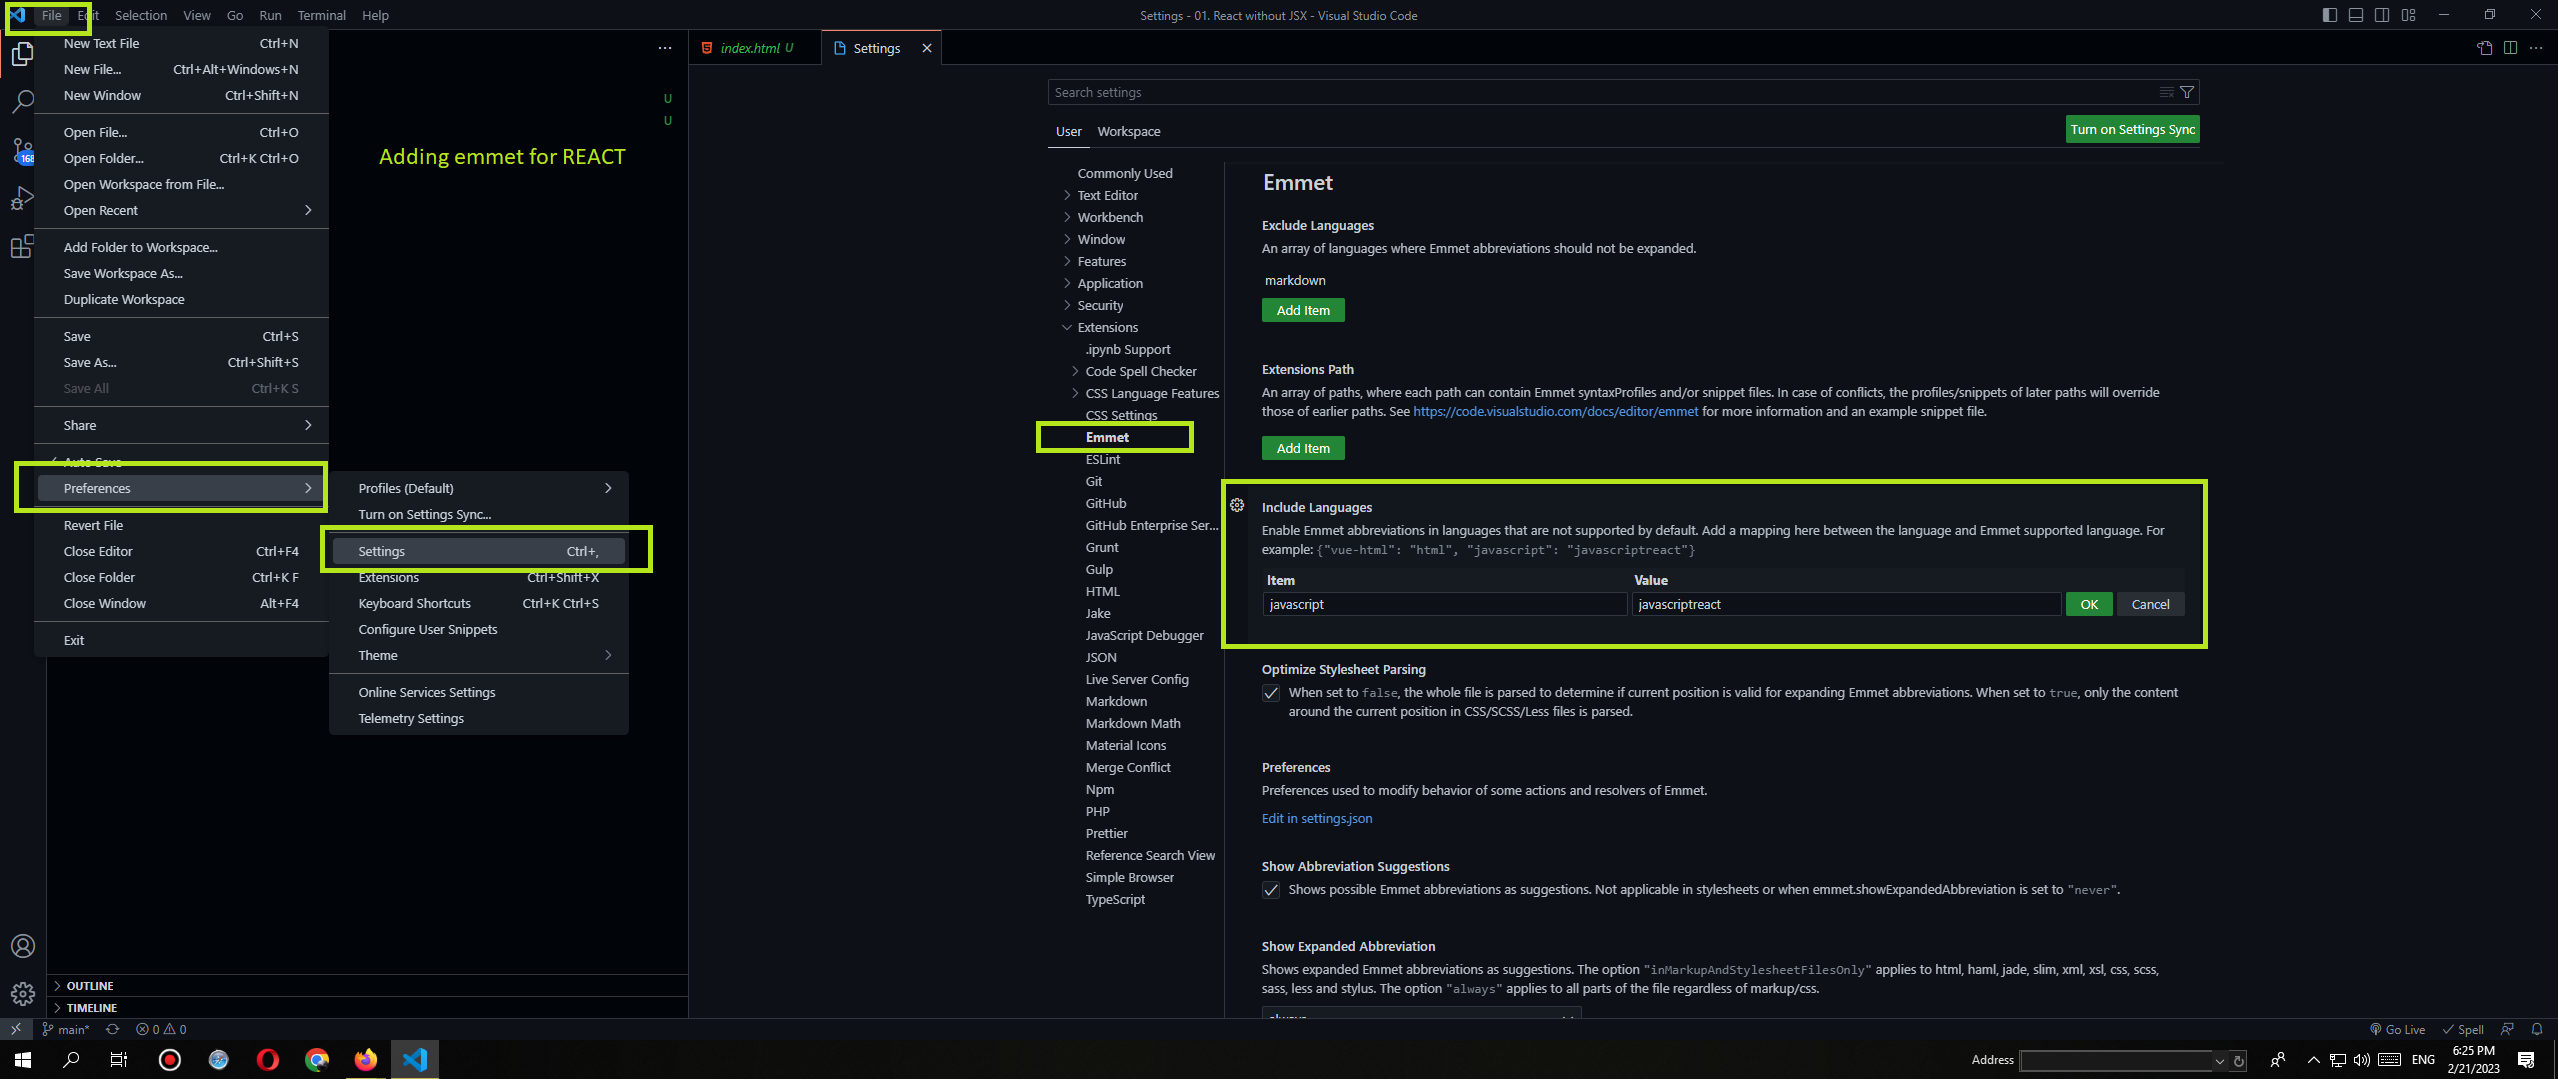 File Edit Selection View Go Run Terminal Help
Settings - 01. React without JSX - Visual Studio Code
New Text File Ctrl+N
New File... Ctrl+Alt+Windows+N
New Window Ctrl+Shift+N
Open File... Ctrl+O
Open Folder... Ctrl+K Ctrl+O
Open Workspace from File...
Open Recent
Add Folder to Workspace...
Save Workspace As...
Duplicate Workspace
Save Ctrl+S
Save As... Ctrl+Shift+S
Save All Ctrl+K S
Share
Auto Save
Preferences
Revert File
Close Editor Ctrl+F4
Close Folder Ctrl+K F
Close Window Alt+F4
Exit
168
Profiles (Default)
Turn on Settings Sync...
Settings Ctrl+,
Extensions Ctrl+Shift+X
Keyboard Shortcuts Ctrl+K Ctrl+S
Configure User Snippets
Theme
Online Services Settings
Telemetry Settings
U
U
Adding emmet for REACT
OUTLINE
TIMELINE
index.html U
Settings
Search settings
User Workspace
Turn on Settings Sync
Commonly Used
Text Editor
Workbench
Window
Features
Application
Security
Extensions
.ipynb Support
Code Spell Checker
CSS Language Features
CSS Settings
Emmet
ESLint
Git
GitHub
GitHub Enterprise Ser...
Grunt
Gulp
HTML
Jake
JavaScript Debugger
JSON
Live Server Config
Markdown
Markdown Math
Material Icons
Merge Conflict
Npm
PHP
Prettier
Reference Search View
Simple Browser
TypeScript
Emmet
Exclude Languages
An array of languages where Emmet abbreviations should not be expanded.
markdown
Add Item
Extensions Path
An array of paths, where each path can contain Emmet syntaxProfiles and/or snippet files. In case of conflicts, the profiles/snippets of later paths will override
those of earlier paths. See https://code.visualstudio.com/docs/editor/emmet for more information and an example snippet file.
Add Item
Include Languages
Enable Emmet abbreviations in languages that are not supported by default. Add a mapping here between the language and Emmet supported language. For
example: {"vue-html": "html", "javascript": "javascriptreact"}
Item Value
javascript javascriptreact OK Cancel
Optimize Stylesheet Parsing
When set to false, the whole file is parsed to determine if current position is valid for expanding Emmet abbreviations. When set to true, only the content
around the current position in CSS/SCSS/Less files is parsed.
Preferences
Preferences used to modify behavior of some actions and resolvers of Emmet.
Edit in settings.json
Show Abbreviation Suggestions
Shows possible Emmet abbreviations as suggestions. Not applicable in stylesheets or when emmet.showExpandedAbbreviation is set to "never".
Show Expanded Abbreviation
Shows expanded Emmet abbreviations as suggestions. The option "inMarkupAndStylesheetFilesOnly" applies to html, haml, jade, slim, xml, xsl, css, scss,
sass, less and stylus. The option "always" applies to all parts of the file regardless of markup/css.
always
main* 0 0
Go Live Spell
Address
ENG
6:25 PM
2/21/2023